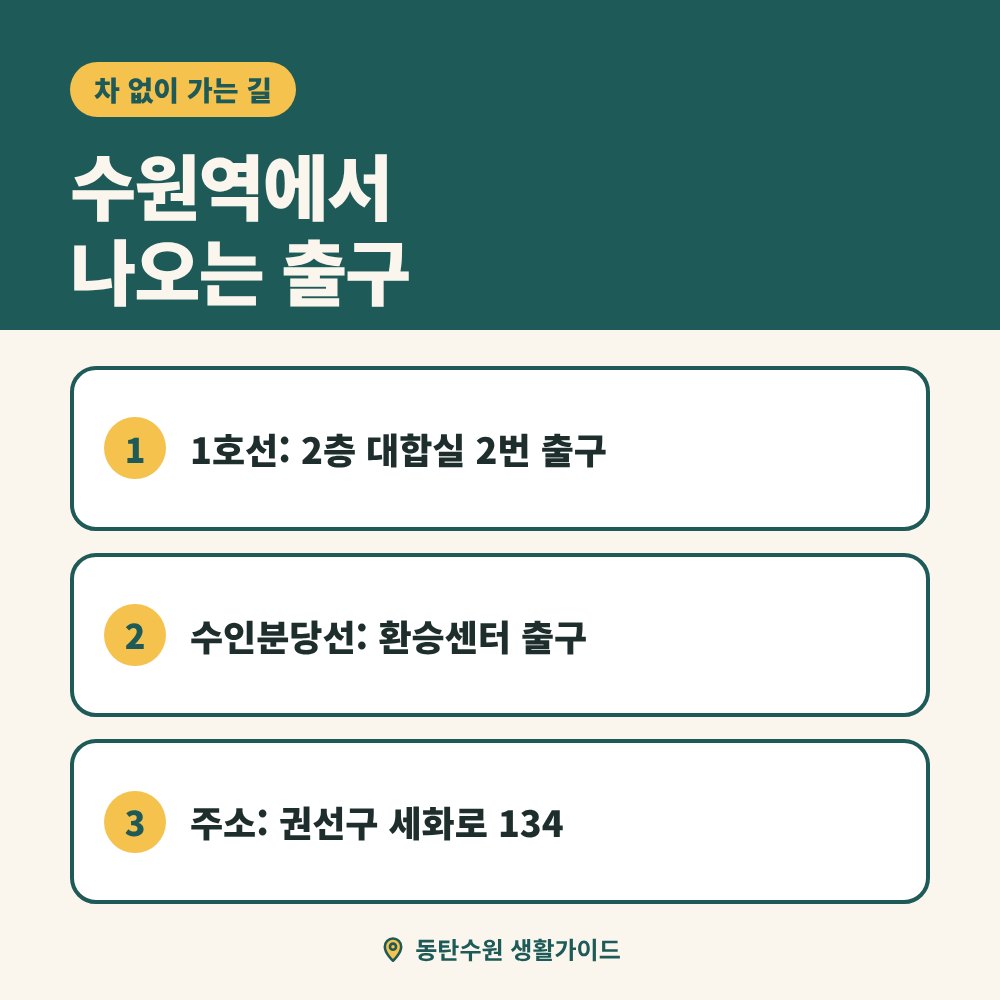 차 없이 가는 길
수원역에서
나오는 출구
1
1호선: 2층 대합실 2번 출구
2
수인분당선: 환승센터 출구
3
주소: 권선구 세화로 134
동탄수원 생활가이드